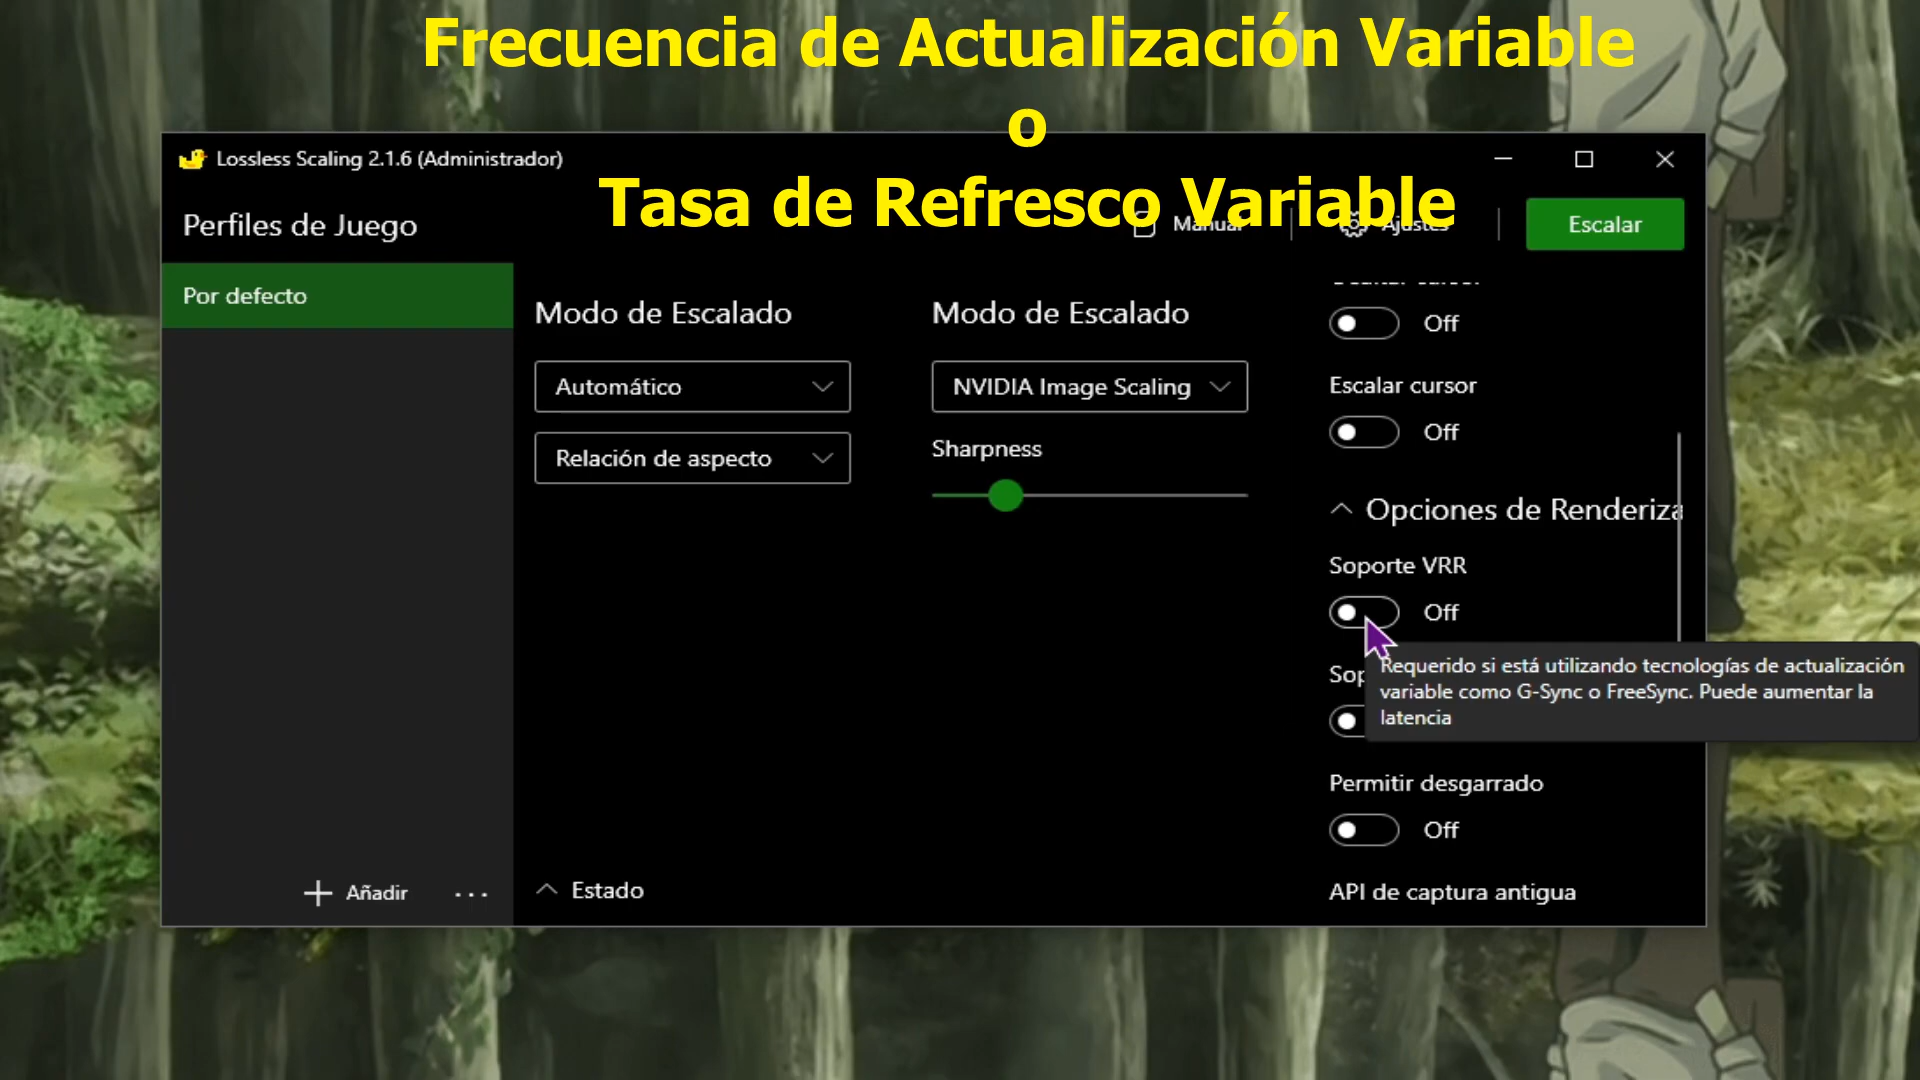 Frecuencia de Actualización Variable
o
Tasa de Refresco Variable
Lossless Scaling 2.1.6 (Administrador)
Perfiles de Juego
Manual
Ajustes
Escalar
Por defecto
Añadir
Modo de Escalado
Automático
Relación de aspecto
Estado
Modo de Escalado
NVIDIA Image Scaling
Sharpness
Off
Escalar cursor
Off
Opciones de Renderiza
Soporte VRR
Off
Sop
Requerido si está utilizando tecnologías de actualización
variable como G-Sync o FreeSync. Puede aumentar la
latencia
Permitir desgarrado
Off
API de captura antigua